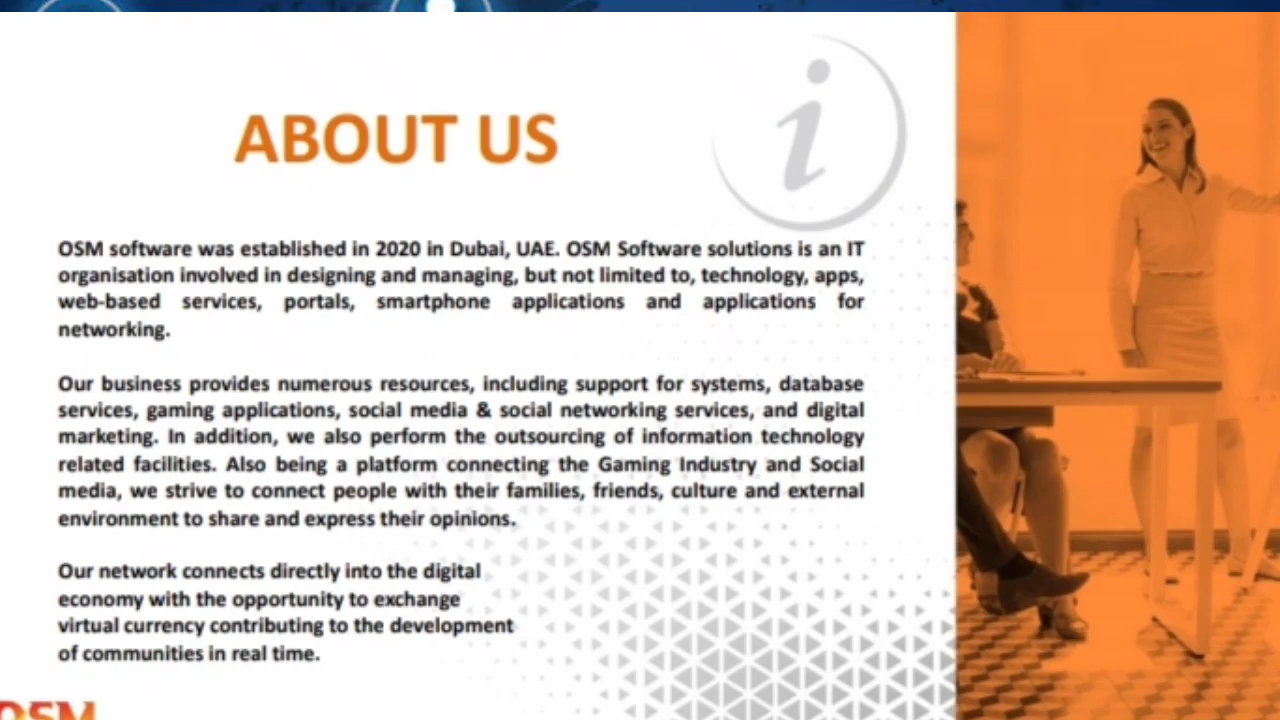 ABOUT US
OSM software was established in 2020 in Dubai, UAE. OSM Software solutions is an IT
organisation involved in designing and managing, but not limited to, technology, apps,
web-based services, portals, smartphone applications and applications for
networking.
Our business provides numerous resources, including support for systems, database
services, gaming applications, social media & social networking services, and digital
marketing. In addition, we also perform the outsourcing of information technology
related facilities. Also being a platform connecting the Gaming Industry and Social
media, we strive to connect people with their families, friends, culture and external
environment to share and express their opinions.
Our network connects directly into the digital
economy with the opportunity to exchange
virtual currency contributing to the development
of communities in real time.
OSM